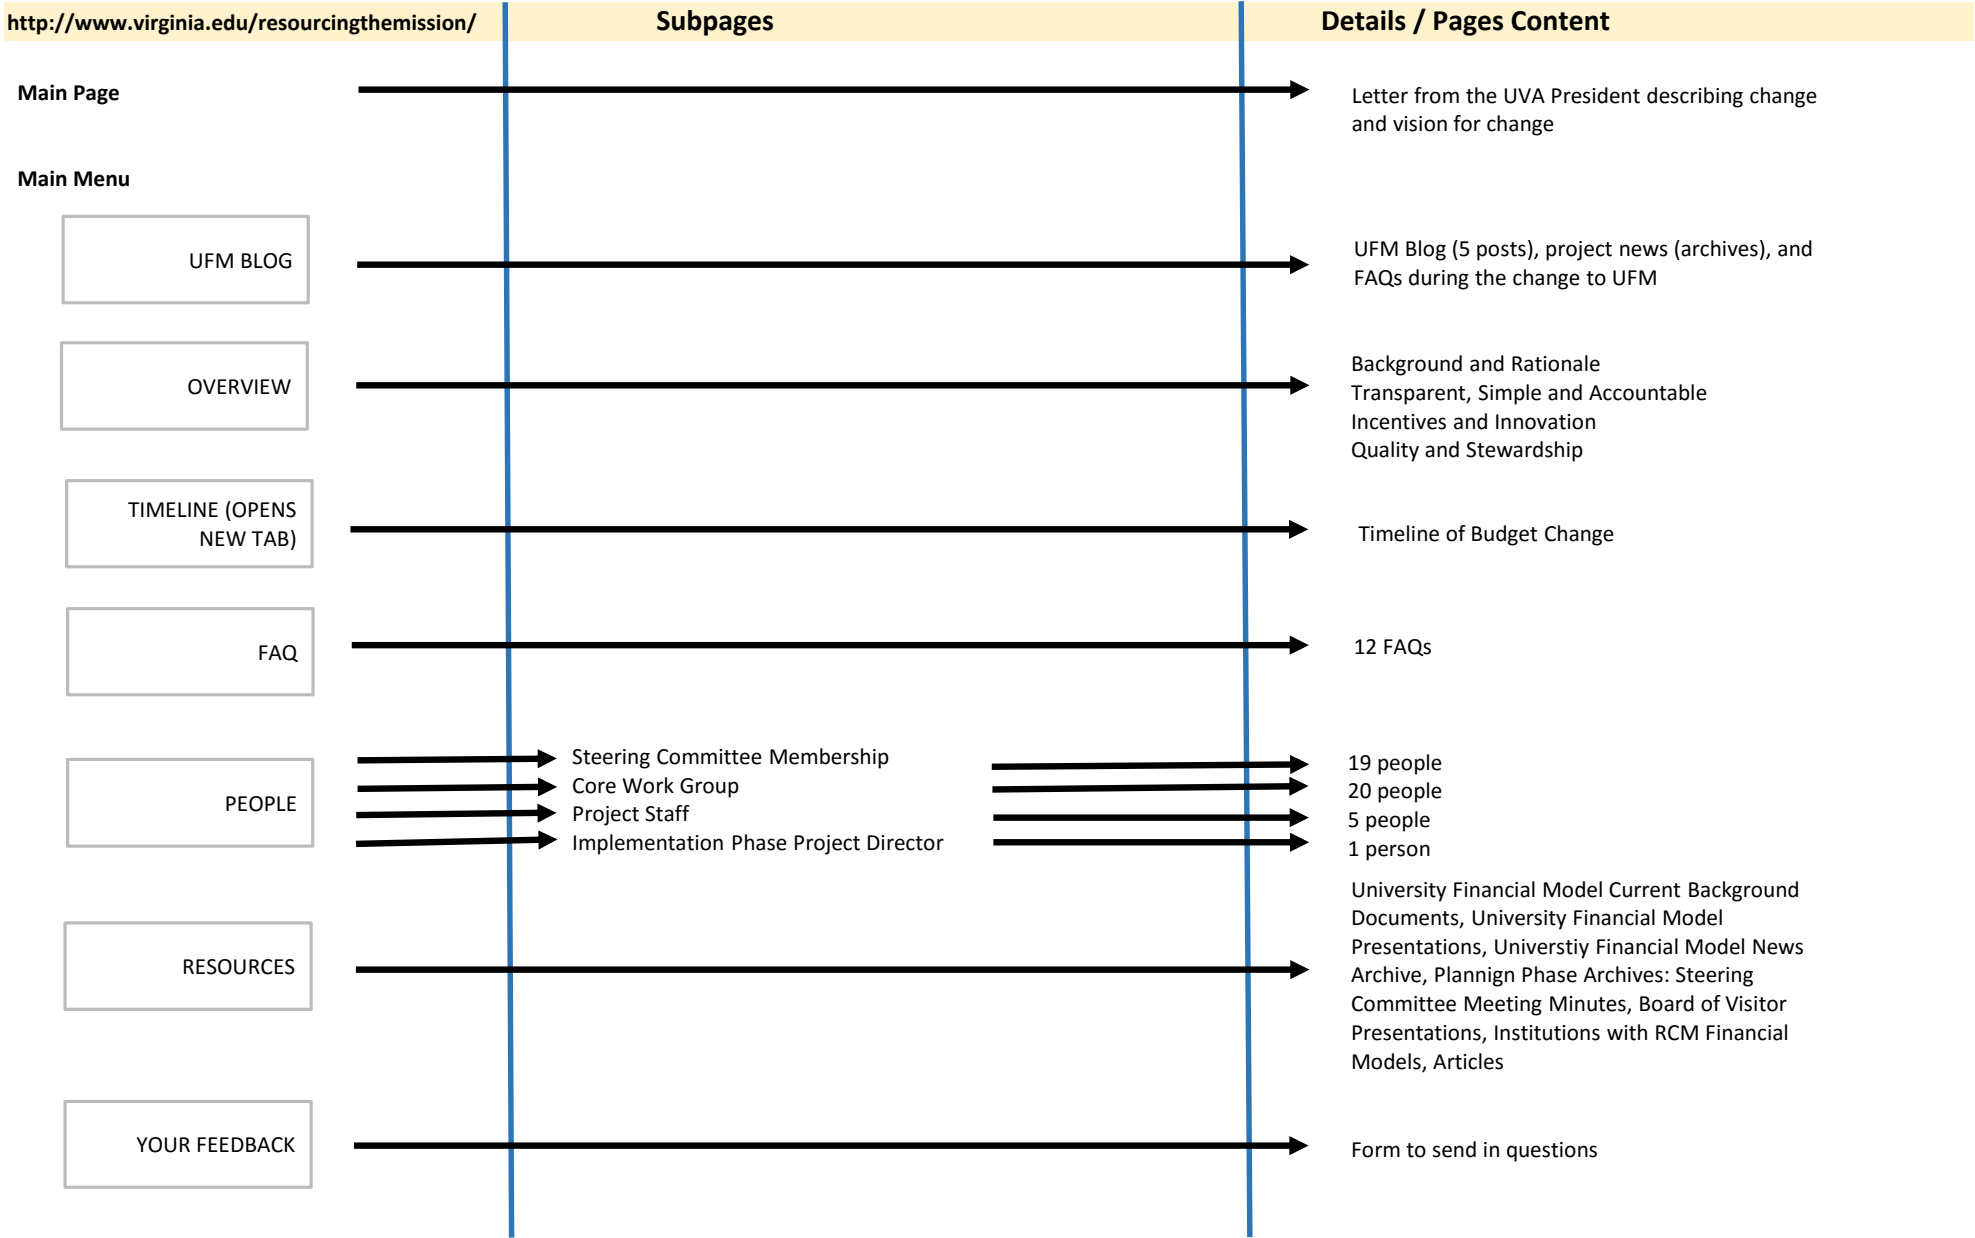 http://www.virginia.edu/resourcingthemission/
Subpages
Details / Pages Content
Main Page
Letter from the UVA President describing change
and vision for change
Main Menu
UFM BLOG
UFM Blog (5 posts), project news (archives), and
FAQs during the change to UFM
OVERVIEW
Background and Rationale
Transparent, Simple and Accountable
Incentives and Innovation
Quality and Stewardship
TIMELINE (OPENS
NEW TAB)
Timeline of Budget Change
FAQ
12 FAQs
PEOPLE
Steering Committee Membership
Core Work Group
Project Staff
Implementation Phase Project Director
19 people
20 people
5 people
1 person
RESOURCES
University Financial Model Current Background
Documents, University Financial Model
Presentations, Universtiy Financial Model News
Archive, Plannign Phase Archives: Steering
Committee Meeting Minutes, Board of Visitor
Presentations, Institutions with RCM Financial
Models, Articles
YOUR FEEDBACK
Form to send in questions